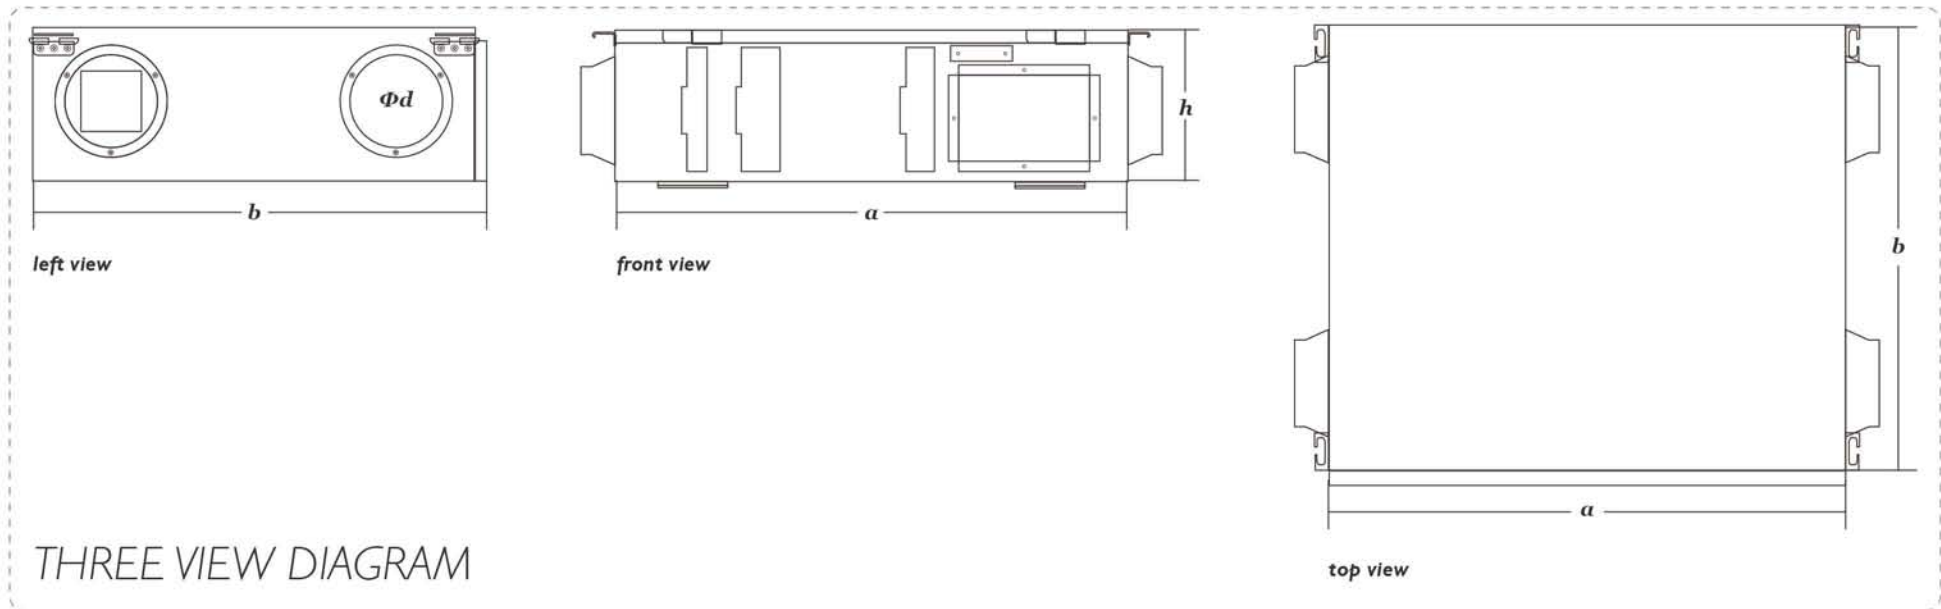 Φd
h
b
a
b
left view
front view
a
THREE VIEW DIAGRAM
top view